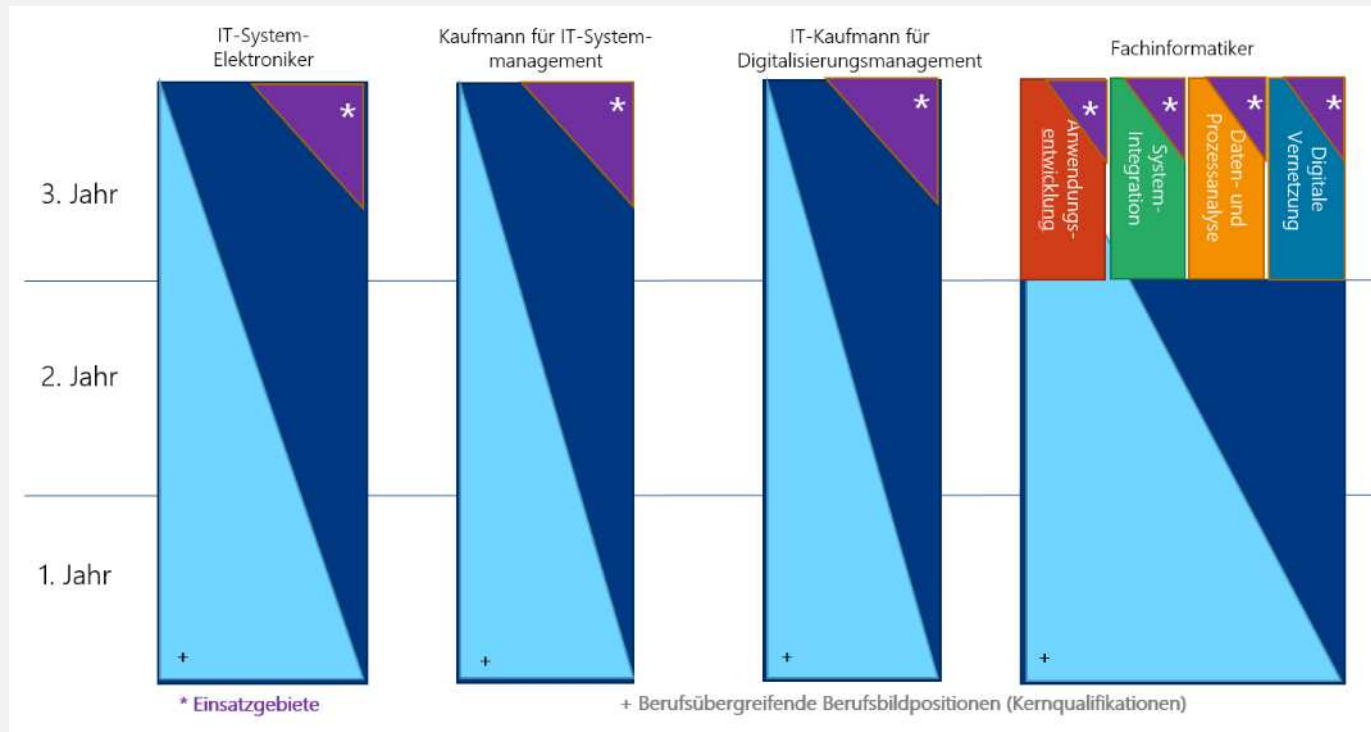 IT-System-
Elektroniker
Kaufmann für IT-System-
management
IT-Kaufmann für
Digitalisierungsmanagement
Fachinformatiker
*
*
*
*
*
*
*
Anwendungs-
entwicklung
System-
Integration
Daten- und
Prozessanalyse
Digitale
Vernetzung
3. Jahr
2. Jahr
1. Jahr
+
+
+
+
* Einsatzgebiete
+ Berufsübergreifende Berufsbildpositionen (Kernqualifikationen)